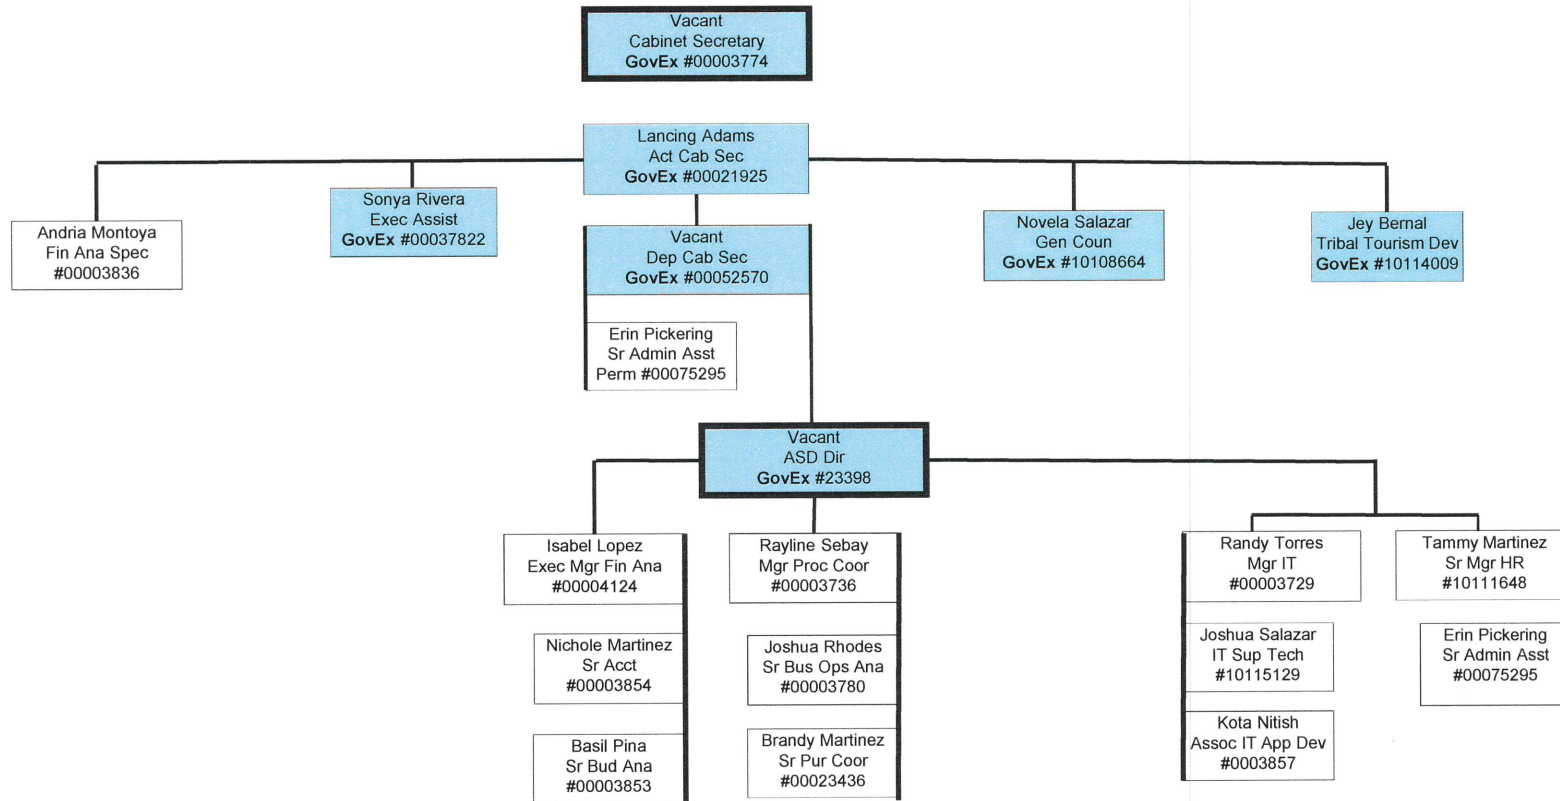 Vacant
Cabinet Secretary
GovEx #00003774
Lancing Adams
Act Cab Sec
GovEx #00021925
Andria Montoya
Fin Ana Spec
#00003836
Sonya Rivera
Exec Assist
GovEx #00037822
Vacant
Dep Cab Sec
GovEx #00052570
Novela Salazar
Gen Coun
GovEx #10108664
Jey Bernal
Tribal Tourism Dev
GovEx #10114009
Erin Pickering
Sr Admin Asst
Perm #00075295
Vacant
ASD Dir
GovEx #23398
Isabel Lopez
Exec Mgr Fin Ana
#00004124
Rayline Sebay
Mgr Proc Coor
#00003736
Randy Torres
Mgr IT
#00003729
Tammy Martinez
Sr Mgr HR
#10111648
Nichole Martinez
Sr Acct
#00003854
Joshua Rhodes
Sr Bus Ops Ana
#00003780
Joshua Salazar
IT Sup Tech
#10115129
Erin Pickering
Sr Admin Asst
#00075295
Basil Pina
Sr Bud Ana
#00003853
Brandy Martinez
Sr Pur Coor
#00023436
Kota Nitish
Assoc IT App Dev
#0003857